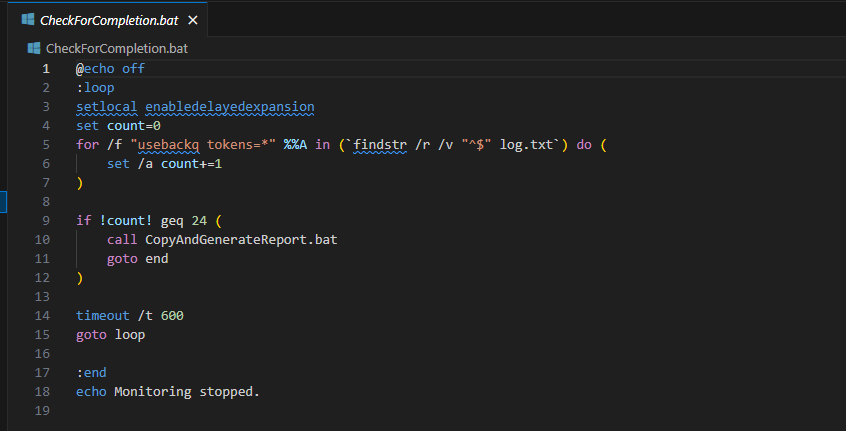 CheckForCompletion.bat
CheckForCompletion.bat
1 @echo off
2 :loop
3 setlocal enabledelayedexpansion
4 set count=0
5 for /f "usebackq tokens=*" %%A in (`findstr /r /v "^$" log.txt`) do (
6     set /a count+=1
7 )
8
9 if !count! geq 24 (
10     call CopyAndGenerateReport.bat
11     goto end
12 )
13
14 timeout /t 600
15 goto loop
16
17 :end
18 echo Monitoring stopped.
19